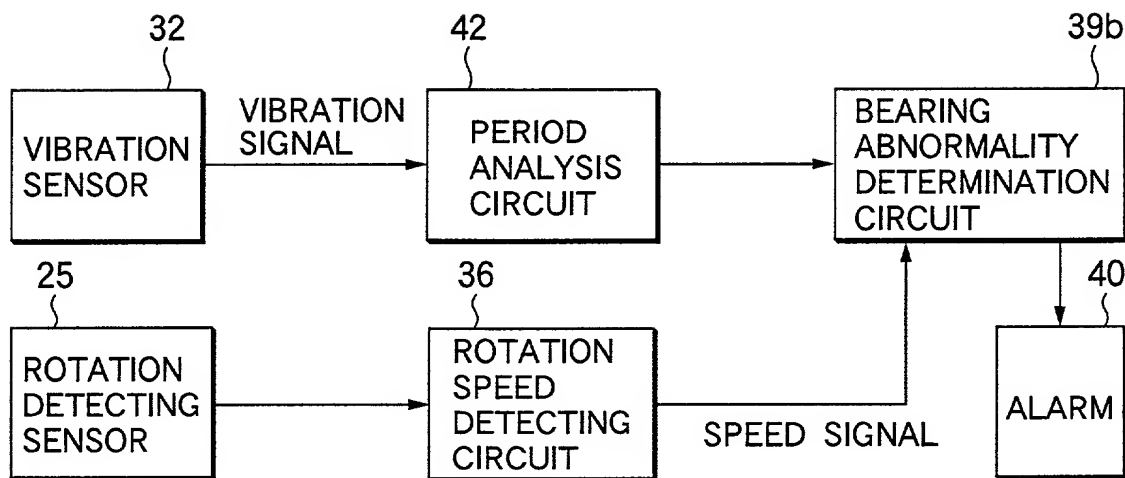 32
42
39b
VIBRATION
SENSOR
VIBRATION
SIGNAL
PERIOD
ANALYSIS
CIRCUIT
BEARING
ABNORMALITY
DETERMINATION
CIRCUIT
25
36
40
ROTATION
DETECTING
SENSOR
ROTATION
SPEED
DETECTING
CIRCUIT
SPEED SIGNAL
ALARM